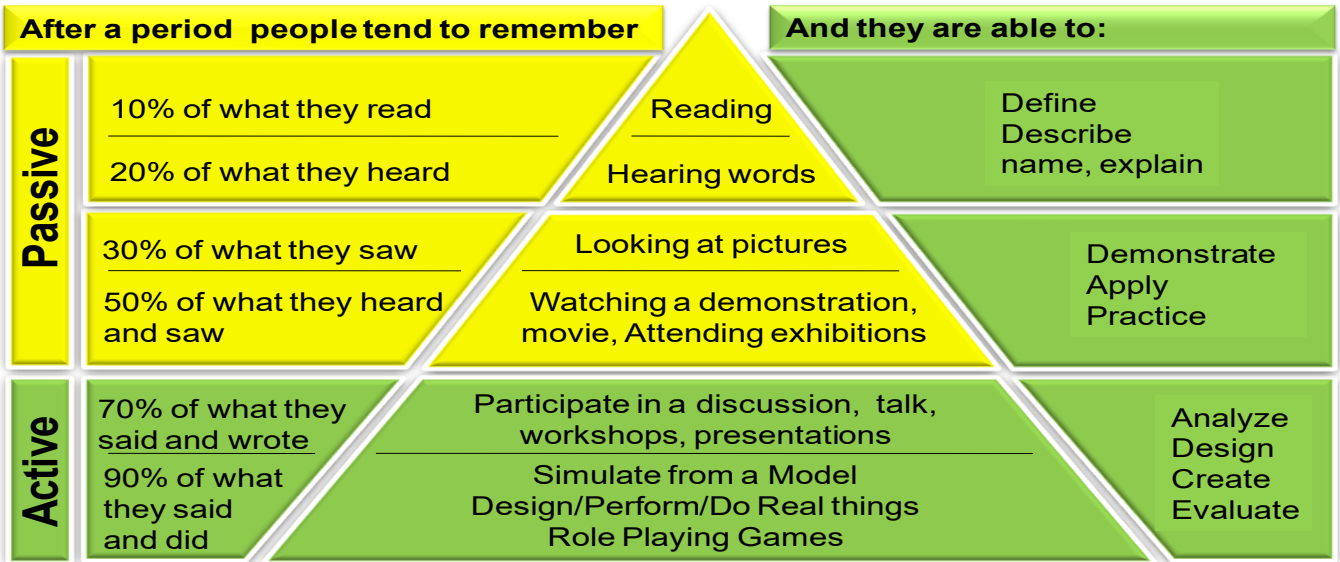 After a period people tend to remember
And they are able to:
Passive
10% of what they read
Reading
20% of what they heard
Hearing words
Define
Describe
name, explain
30% of what they saw
Looking at pictures
50% of what they heard
and saw
Watching a demonstration,
movie, Attending exhibitions
Demonstrate
Apply
Practice
Active
70% of what they
said and wrote
Participate in a discussion, talk,
workshops, presentations
90% of what
they said
and did
Simulate from a Model
Design/Perform/Do Real things
Role Playing Games
Analyze
Design
Create
Evaluate